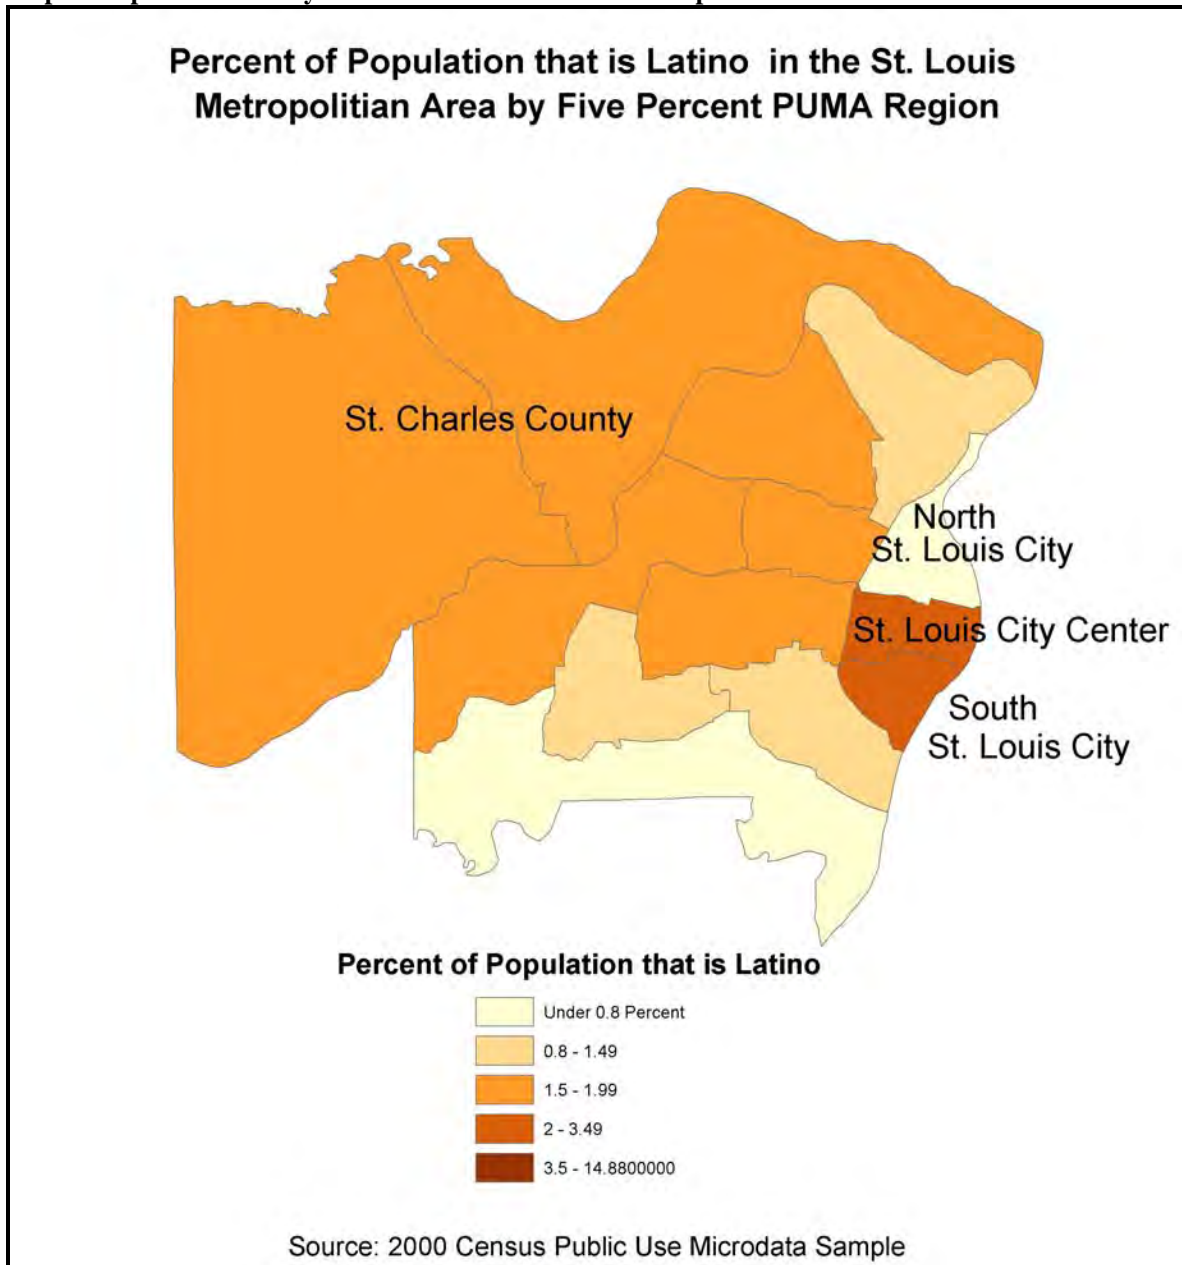 Percent of Population that is Latino in the St. Louis
Metropolitian Area by Five Percent PUMA Region
St. Charles County
North
St. Louis City
St. Louis City Center
South
St. Louis City
Percent of Population that is Latino
Under 0.8 Percent
0.8 - 1.49
1.5 - 1.99
2 - 3.49
3.5 - 14.8800000
Source: 2000 Census Public Use Microdata Sample